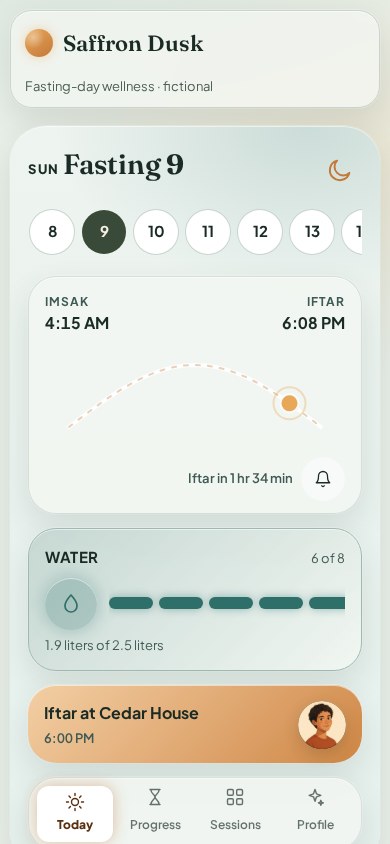 Saffron Dusk
Fasting-day wellness · fictional
SUN Fasting 9
8 9 10 11 12 13
IMSAK IFTAR
4:15 AM 6:08 PM
Iftar in 1 hr 34 min
WATER 6 of 8
1.9 liters of 2.5 liters
Iftar at Cedar House
6:00 PM
Today Progress Sessions Profile